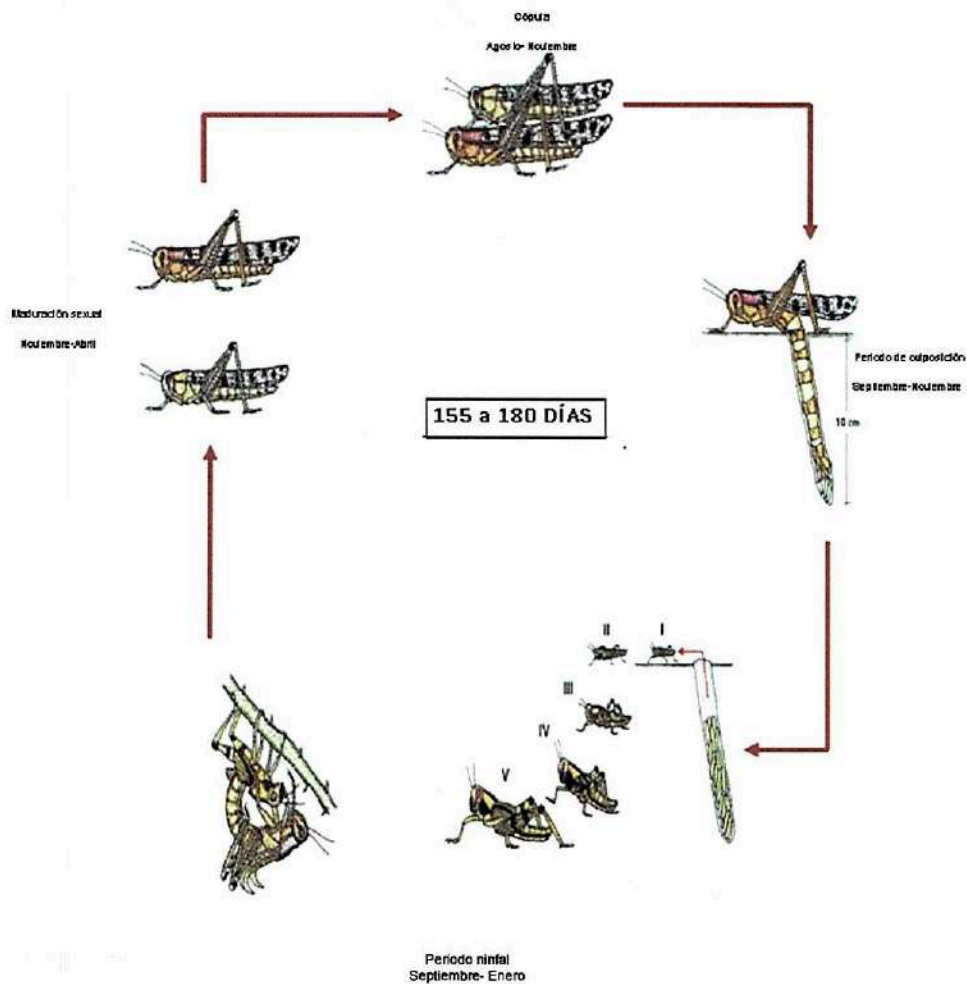 Cópula
Agosto- Noviembre
Maduración sexual
Noviembre-Abril
Periodo de oviposición
Septiembre-Noviembre
155 a 180 DÍAS
10 cm
II
I
III
IV
V
Periodo ninfal
Septiembre- Enero